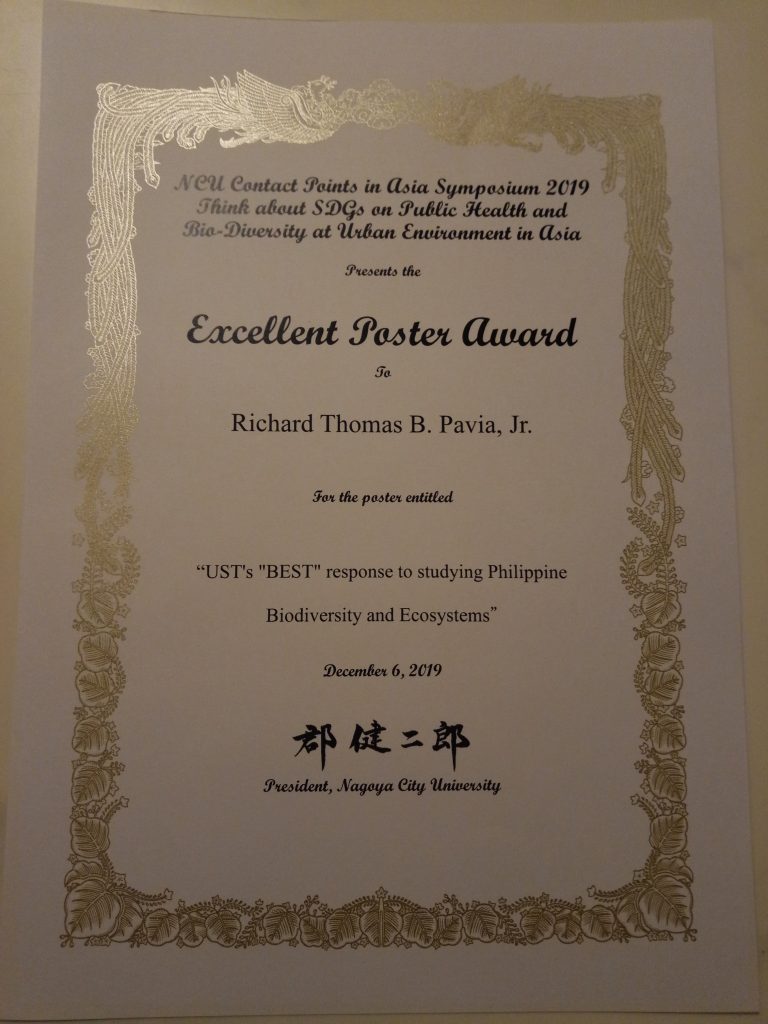 NCU Contact Points in Asia Symposium 2019
Think about SDGs on Public Health and
Bio-Diversity at Urban Environment in Asia
Presents the
Excellent Poster Award
To
Richard Thomas B. Pavia, Jr.
For the poster entitled
“UST's "BEST" response to studying Philippine
Biodiversity and Ecosystems”
December 6, 2019
郡 健二郎
President, Nagoya City University